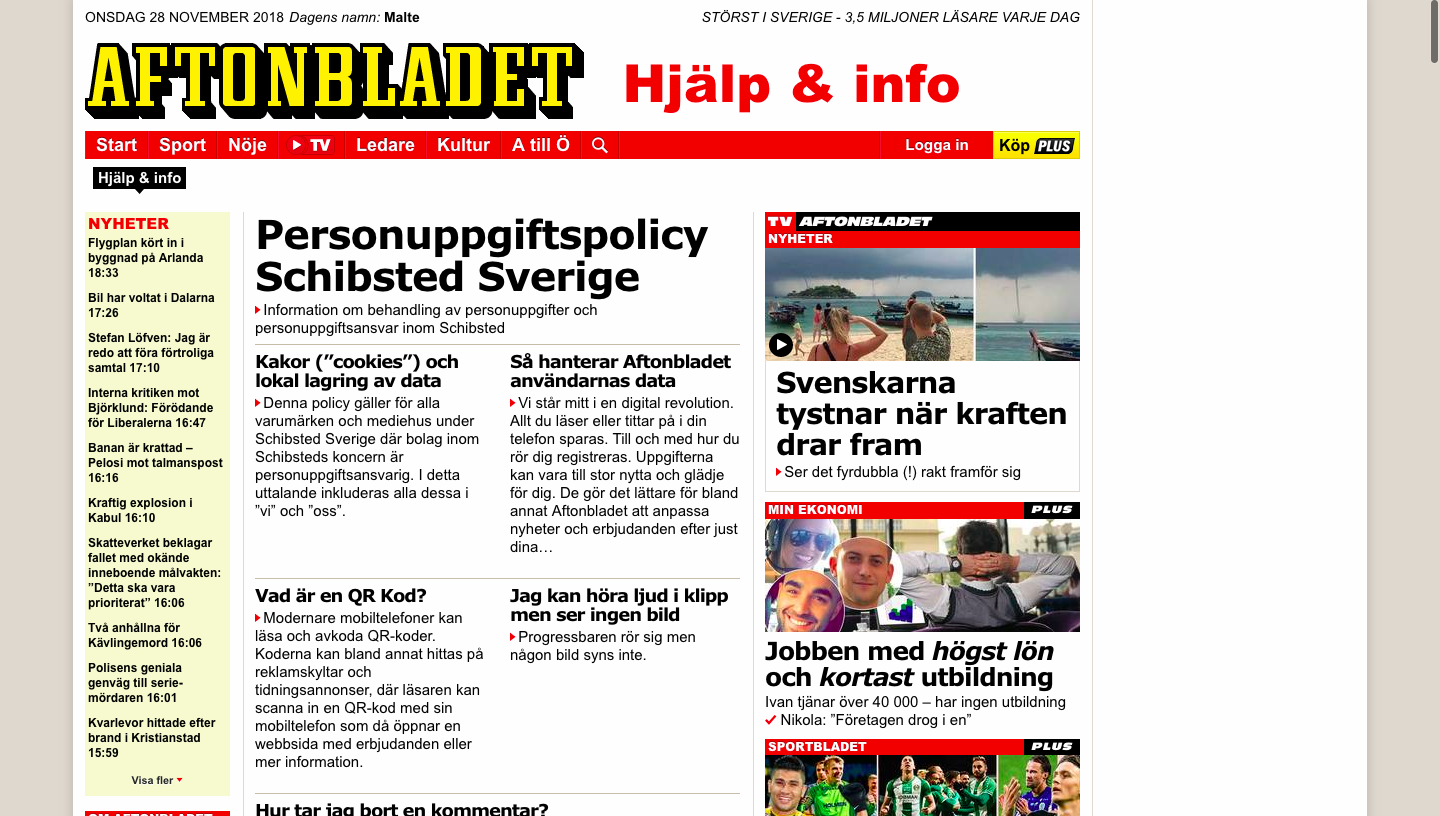 ONSDAG 28 NOVEMBER 2018 Dagens namn: Malte
STÖRST I SVERIGE - 3,5 MILJONER LÄSARE VARJE DAG
AFTONBLADET
Hjälp & info
Start
Sport
Nöje
TV
Ledare
Kultur
A till Ö
Logga in
Köp PLUS
Hjälp & info
NYHETER
Flygplan kört in i
byggnad på Arlanda
18:33
Bil har voltat i Dalarna
17:26
Stefan Löfven: Jag är
redo att föra förtroliga
samtal 17:10
Interna kritiken mot
Björklund: Förödande
för Liberalerna 16:47
Banan är krattad –
Pelosi mot talmanspost
16:16
Kraftig explosion i
Kabul 16:10
Skatteverket beklagar
fallet med okände
inneboende målvakten:
”Detta ska vara
prioriterat” 16:06
Två anhållna för
Kävlingemord 16:06
Polisens geniala
genväg till serie-
mördaren 16:01
Kvarlevor hittade efter
brand i Kristianstad
15:59
Visa fler
OM AFTONBLADET
Personuppgiftspolicy
Schibsted Sverige
Information om behandling av personuppgifter och
personuppgiftsansvar inom Schibsted
Kakor (”cookies”) och
lokal lagring av data
Denna policy gäller för alla
varumärken och mediehus under
Schibsted Sverige där bolag inom
Schibsteds koncern är
personuppgiftsansvarig. I detta
uttalande inkluderas alla dessa i
”vi” och ”oss”.
Så hanterar Aftonbladet
användarnas data
Vi står mitt i en digital revolution.
Allt du läser eller tittar på i din
telefon sparas. Till och med hur du
rör dig registreras. Uppgifterna
kan vara till stor nytta och glädje
för dig. De gör det lättare för bland
annat Aftonbladet att anpassa
nyheter och erbjudanden efter just
dina…
Vad är en QR Kod?
Modernare mobiltelefoner kan
läsa och avkoda QR-koder.
Koderna kan bland annat hittas på
reklamskyltar och
tidningsannonser, där läsaren kan
scanna in en QR-kod med sin
mobiltelefon som då öppnar en
webbsida med erbjudanden eller
mer information.
Jag kan höra ljud i klipp
men ser ingen bild
Progressbaren rör sig men
någon bild syns inte.
Hur tar jag bort en kommentar?
TV AFTONBLADET
NYHETER
Svenskarna
tystnar när kraften
drar fram
Ser det fyrdubbla (!) rakt framför sig
MIN EKONOMI
PLUS
Jobben med högst lön
och kortast utbildning
Ivan tjänar över 40 000 – har ingen utbildning
Nikola: ”Företagen drog i en”
SPORTBLADET
PLUS